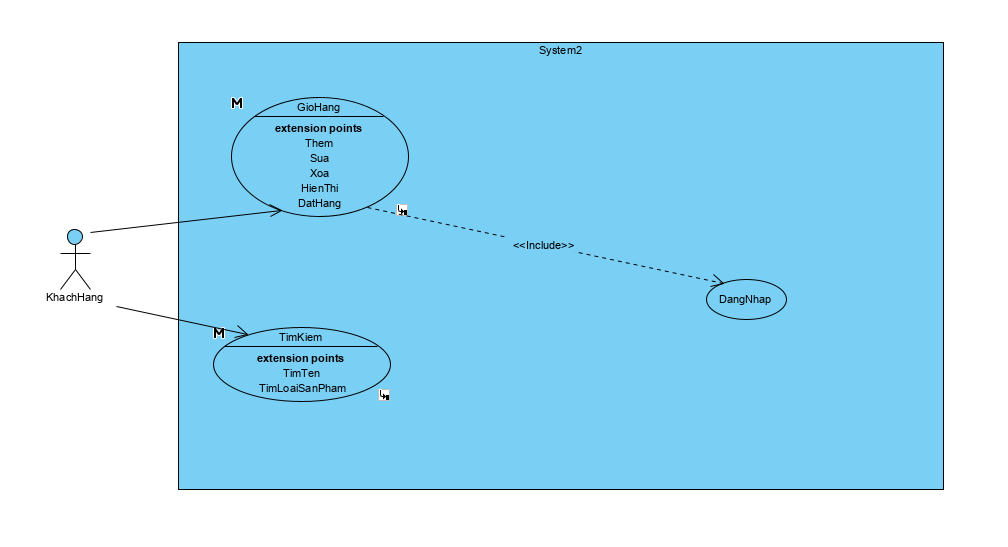 System2
M
GioHang
extension points
Them
Sua
Xoa
HienThi
DatHang
<<Include>>
DangNhap
KhachHang
M
TimKiem
extension points
TimTen
TimLoaiSanPham